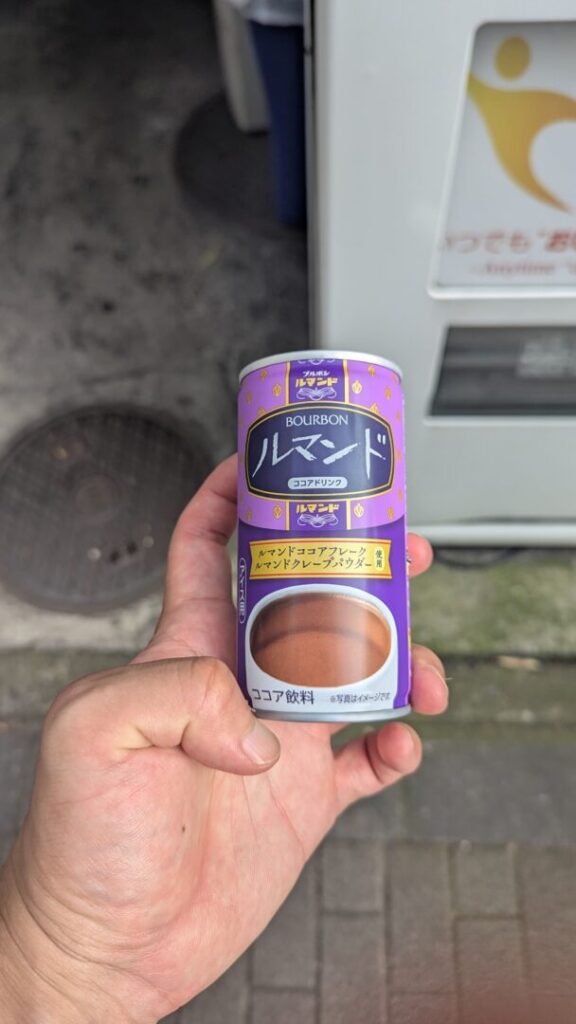 いつでも
Anytime
ブルボン
ルマンド
BOURBON
ルマンド
ココアドリンク
ルマンド
ルマンドココアフレーク
ルマンドクレープパウダー
使用
ココア飲料
※写真はイメージです。